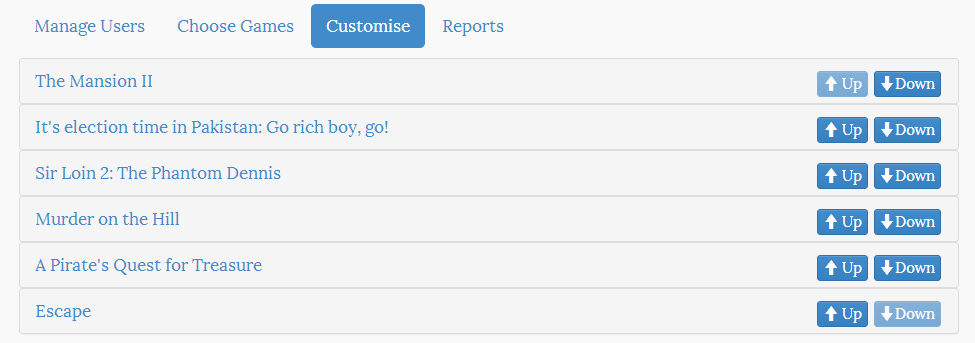 Manage Users Choose Games Customise Reports
The Mansion II Up Down
It's election time in Pakistan: Go rich boy, go! Up Down
Sir Loin 2: The Phantom Dennis Up Down
Murder on the Hill Up Down
A Pirate's Quest for Treasure Up Down
Escape Up Down